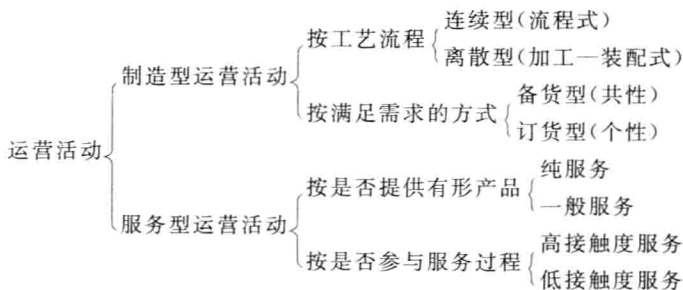 运营活动
制造型运营活动
按工艺流程
连续型(流程式)
离散型(加工—装配式)
按满足需求的方式
备货型(共性)
订货型(个性)
服务型运营活动
按是否提供有形产品
纯服务
一般服务
按是否参与服务过程
高接触度服务
低接触度服务